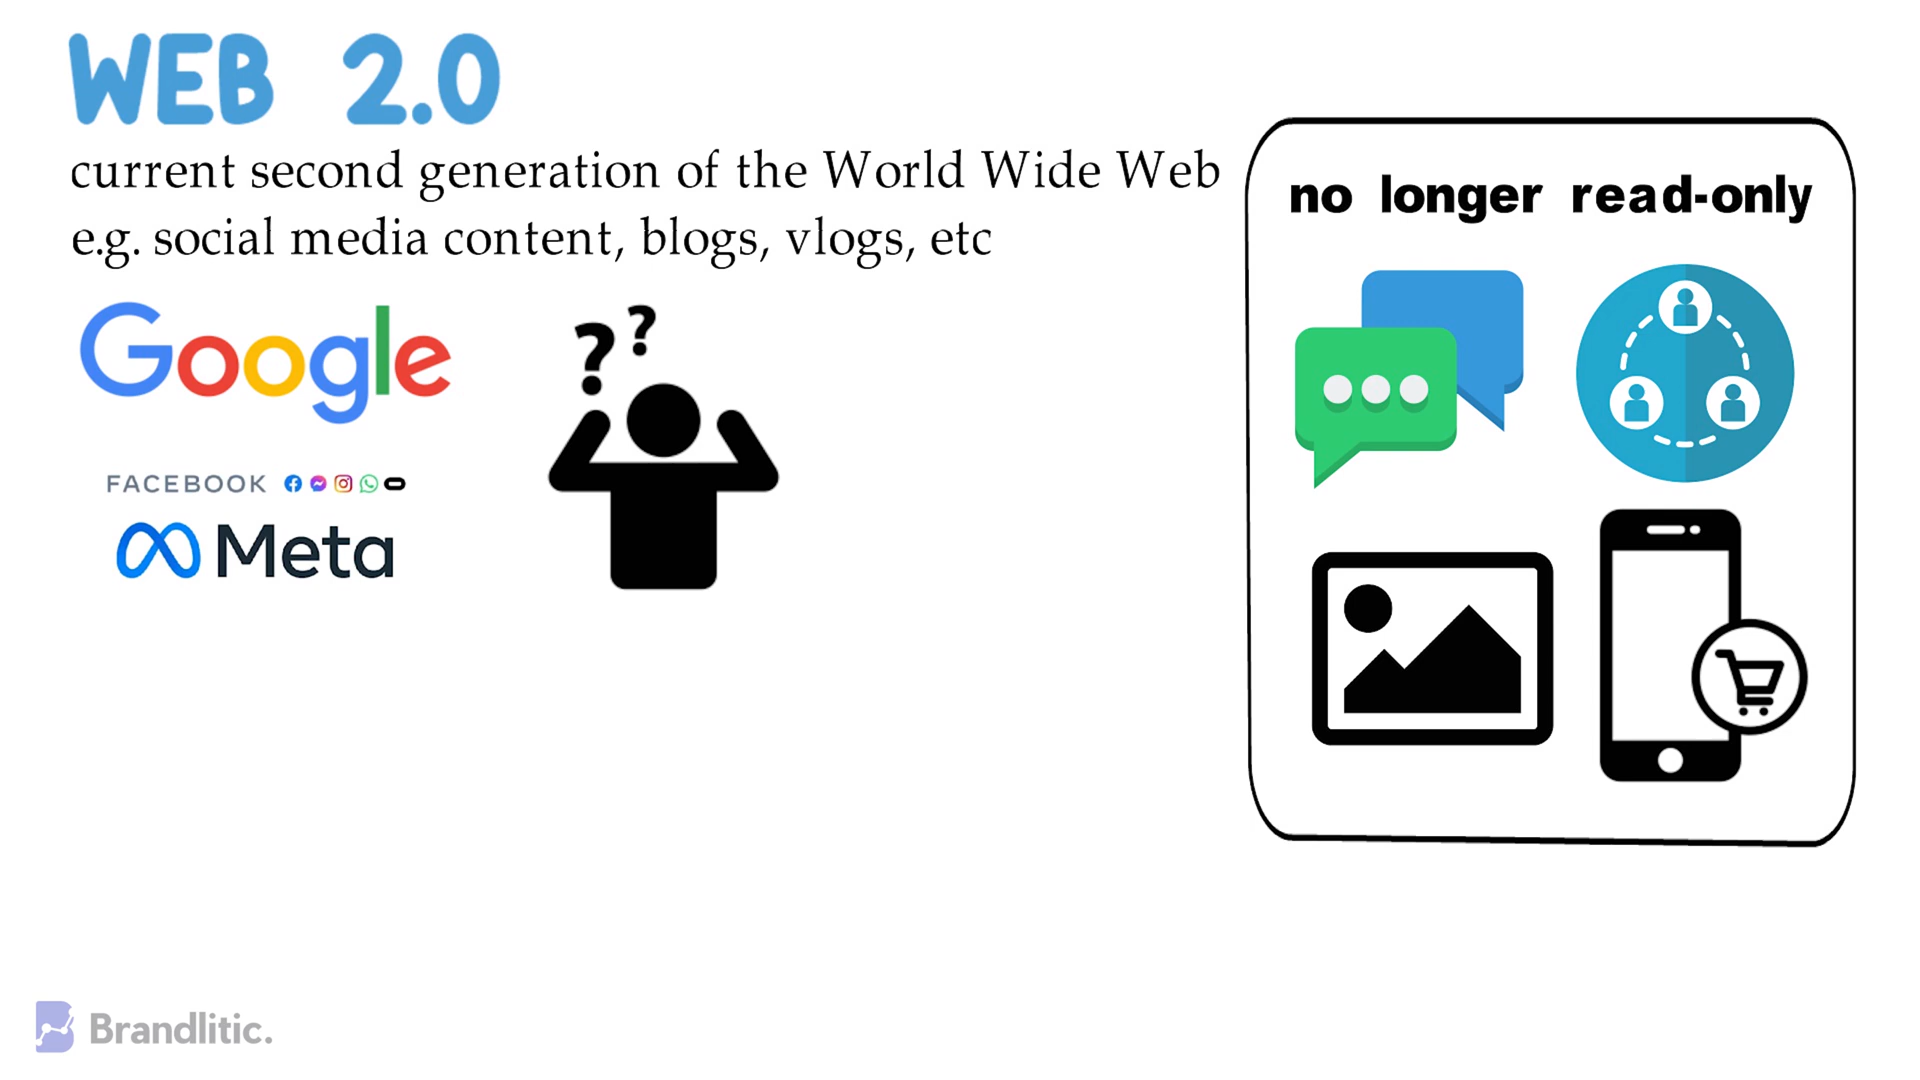 WEB 2.0
current second generation of the World Wide Web
e.g. social media content, blogs, vlogs, etc
Google
? ?
FACEBOOK
Meta
no longer read-only
Brandlitic.